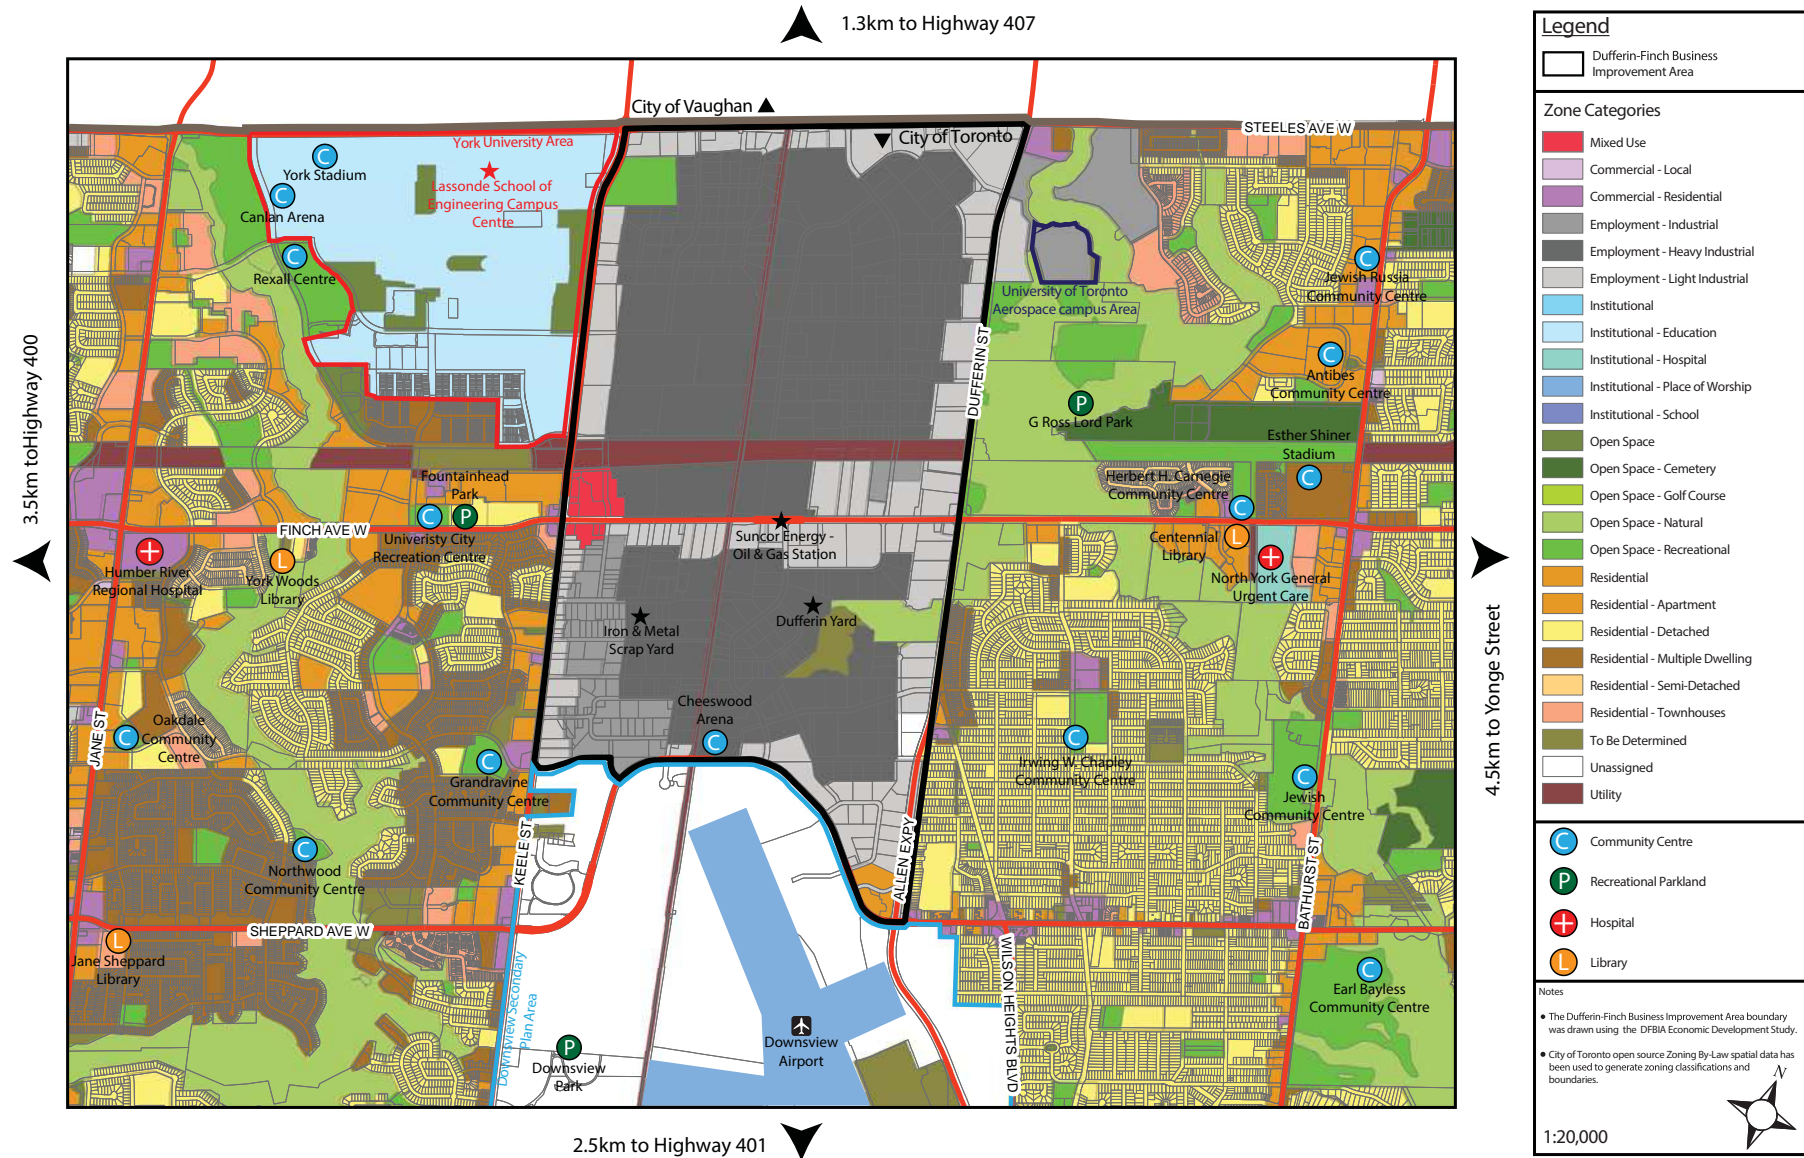 1.3km to Highway 407
City of Vaughan
City of Toronto
STEELES AVE W
York University Area
York Stadium
Lassonde School of
Engineering Campus
Centre
Canlan Arena
Rexall Centre
University of Toronto
Aerospace campus Area
Jewish Russia
Community Centre
DUFFERIN ST
Antibes
Community Centre
P
G Ross Lord Park
Esther Shiner
Stadium
3.5km toHighway 400
Fountainhead
Park
Herbert H. Carnegie
Community Centre
FINCH AVE W
Univeristy City
Recreation Centre
Suncor Energy -
Oil & Gas Station
Centennial
Library
North York General
Urgent Care
Humber River
Regional Hospital
York Woods
Library
Iron & Metal
Scrap Yard
Dufferin Yard
4.5km to Yonge Street
Cheeswood
Arena
JANE ST
Oakdale
Community
Centre
Grandravine
Community Centre
Irwing W. Chapley
Community Centre
Jewish
Community Centre
KEELE ST
ALLEN EXPY
BATHURST ST
Northwood
Community Centre
SHEPPARD AVE W
Jane Sheppard
Library
Downsview Secondary
Plan Area
WILSON HEIGHTS BLVD
Earl Bayless
Community Centre
P
Downsview
Park
Downsview
Airport
2.5km to Highway 401
Legend
Dufferin-Finch Business
Improvement Area
Zone Categories
Mixed Use
Commercial - Local
Commercial - Residential
Employment - Industrial
Employment - Heavy Industrial
Employment - Light Industrial
Institutional
Institutional - Education
Institutional - Hospital
Institutional - Place of Worship
Institutional - School
Open Space
Open Space - Cemetery
Open Space - Golf Course
Open Space - Natural
Open Space - Recreational
Residential
Residential - Apartment
Residential - Detached
Residential - Multiple Dwelling
Residential - Semi-Detached
Residential - Townhouses
To Be Determined
Unassigned
Utility
C Community Centre
P Recreational Parkland
Hospital
L Library
Notes
• The Dufferin-Finch Business Improvement Area boundary
was drawn using the DFBIA Economic Development Study.
• City of Toronto open source Zoning By-Law spatial data has
been used to generate zoning classifications and
boundaries.
N
1:20,000